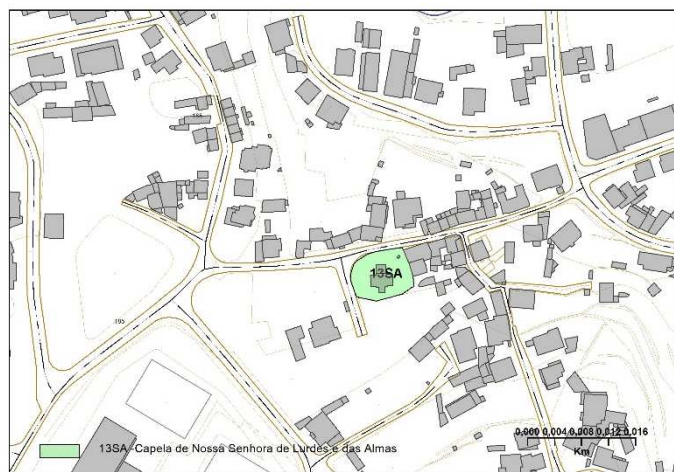 186
13SA
195
0,000 0,004 0,008 0,012 0,016
Km
13SA -Capela de Nossa Senhora de Lurdes e das Almas